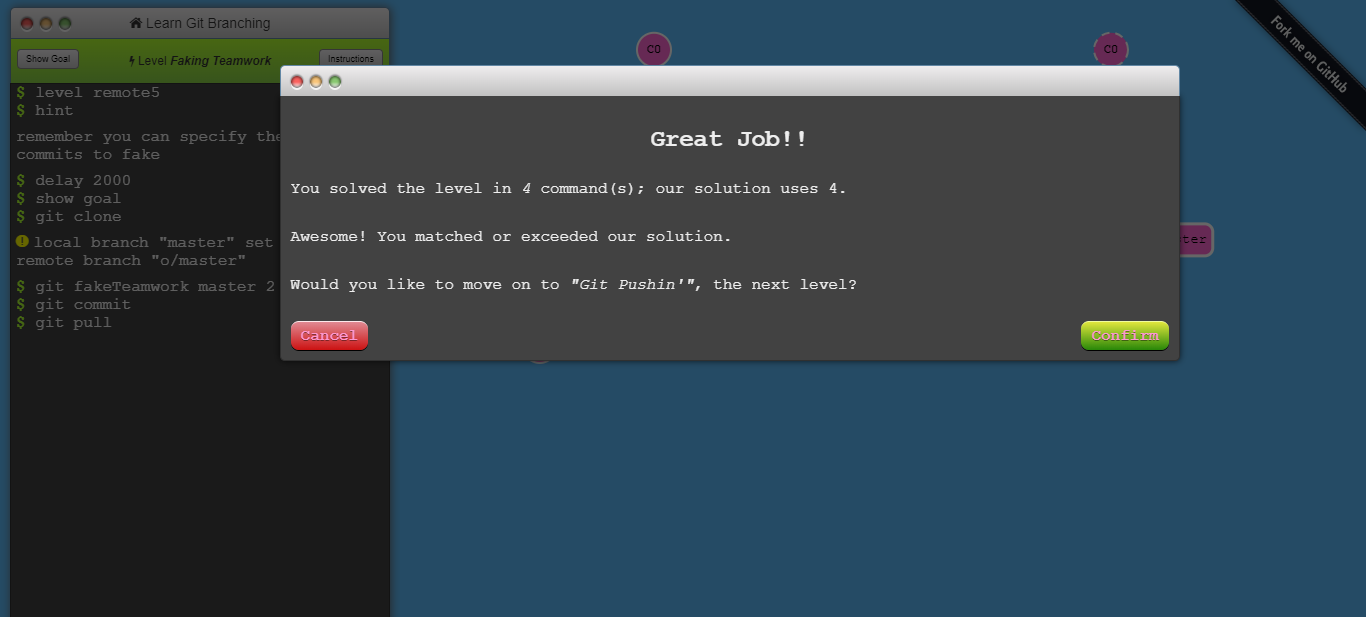 Learn Git Branching
Show Goal
Level Faking Teamwork
Instructions
$ level remote5
$ hint
remember you can specify the
commits to fake
$ delay 2000
$ show goal
$ git clone
local branch "master" set
remote branch "o/master"
$ git fakeTeamwork master 2
$ git commit
$ git pull
C0
C0
Fork me on GitHub
Great Job!!
You solved the level in 4 command(s); our solution uses 4.
Awesome! You matched or exceeded our solution.
Would you like to move on to "Git Pushin'", the next level?
Cancel
Confirm